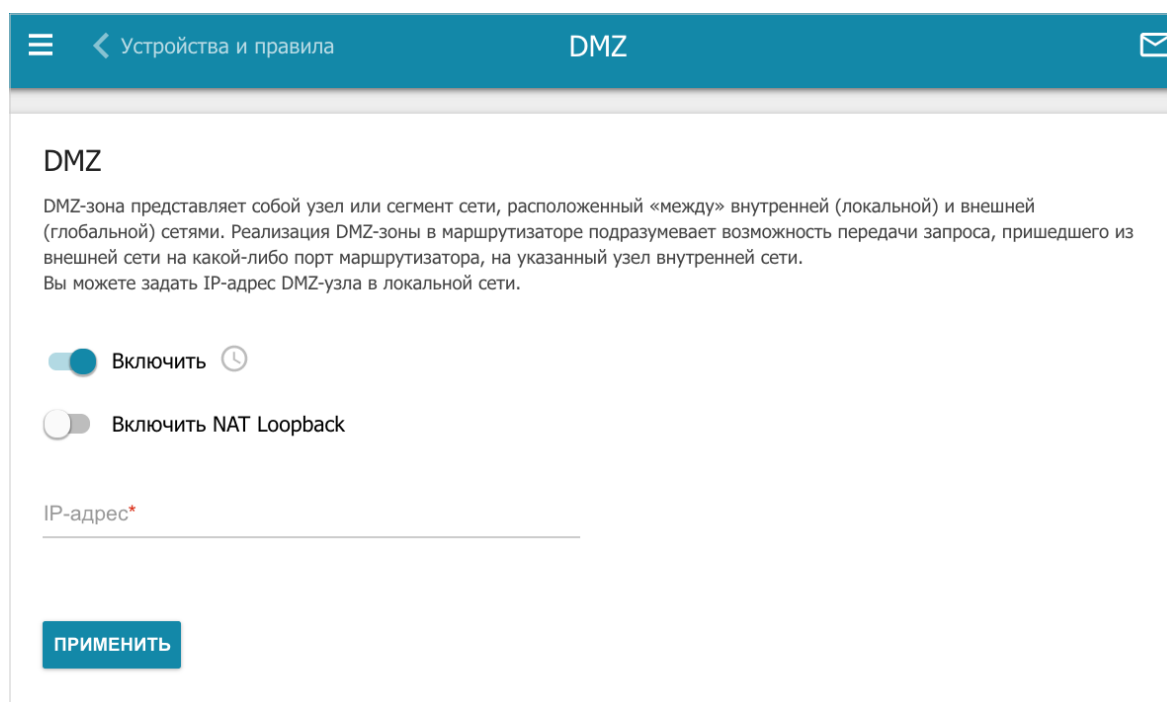 Устройства и правила
DMZ
DMZ
DMZ-зона представляет собой узел или сегмент сети, расположенный «между» внутренней (локальной) и внешней
(глобальной) сетями. Реализация DMZ-зоны в маршрутизаторе подразумевает возможность передачи запроса, пришедшего из
внешней сети на какой-либо порт маршрутизатора, на указанный узел внутренней сети.
Вы можете задать IP-адрес DMZ-узла в локальной сети.
Включить
Включить NAT Loopback
IP-адрес*
ПРИМЕНИТЬ